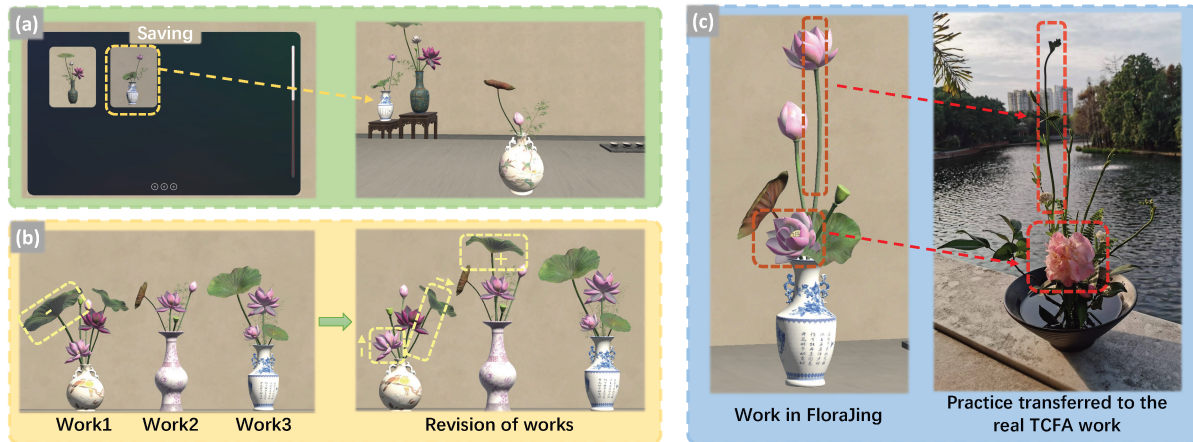 (a)
Saving
(b)
Work1
Work2
Work3
Revision of works
(c)
Work in FloraJing
Practice transferred to the
real TCFA work